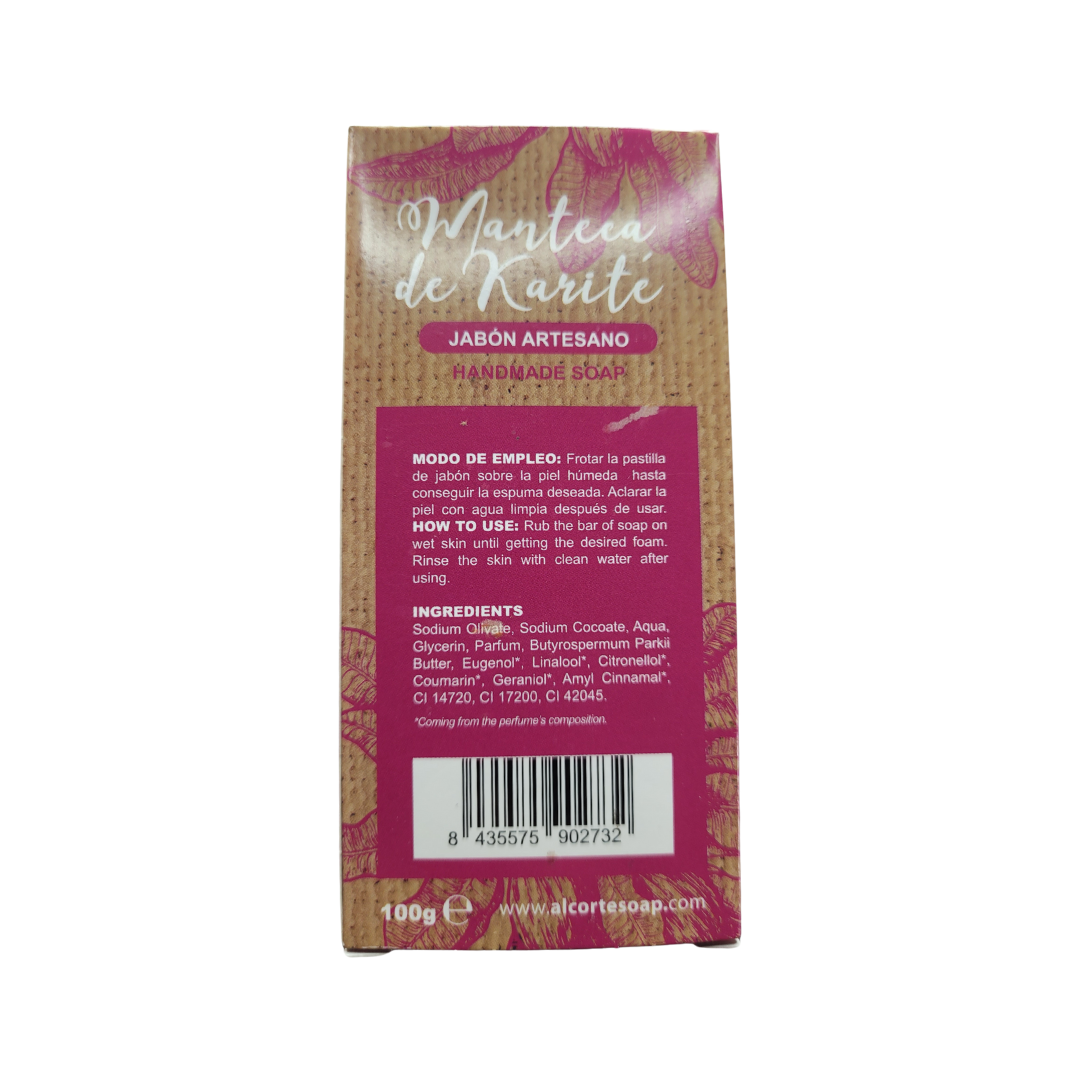 Manteca
de Karité
JABÓN ARTESANO
HANDMADE SOAP
MODO DE EMPLEO: Frotar la pastilla
de jabón sobre la piel húmeda hasta
conseguir la espuma deseada. Aclarar la
piel con agua limpia después de usar.
HOW TO USE: Rub the bar of soap on
wet skin until getting the desired foam.
Rinse the skin with clean water after
using.
INGREDIENTS
Sodium Olivate, Sodium Cocoate, Aqua,
Glycerin, Parfum, Butyrospermum Parkii
Butter, Eugenol*, Linalool*, Citronellol*,
Coumarin*, Geraniol*, Amyl Cinnamal*,
CI 14720, CI 17200, CI 42045.
*Coming from the perfume's composition.
8 435575 902732
100g ℮ www.alcortesoap.com